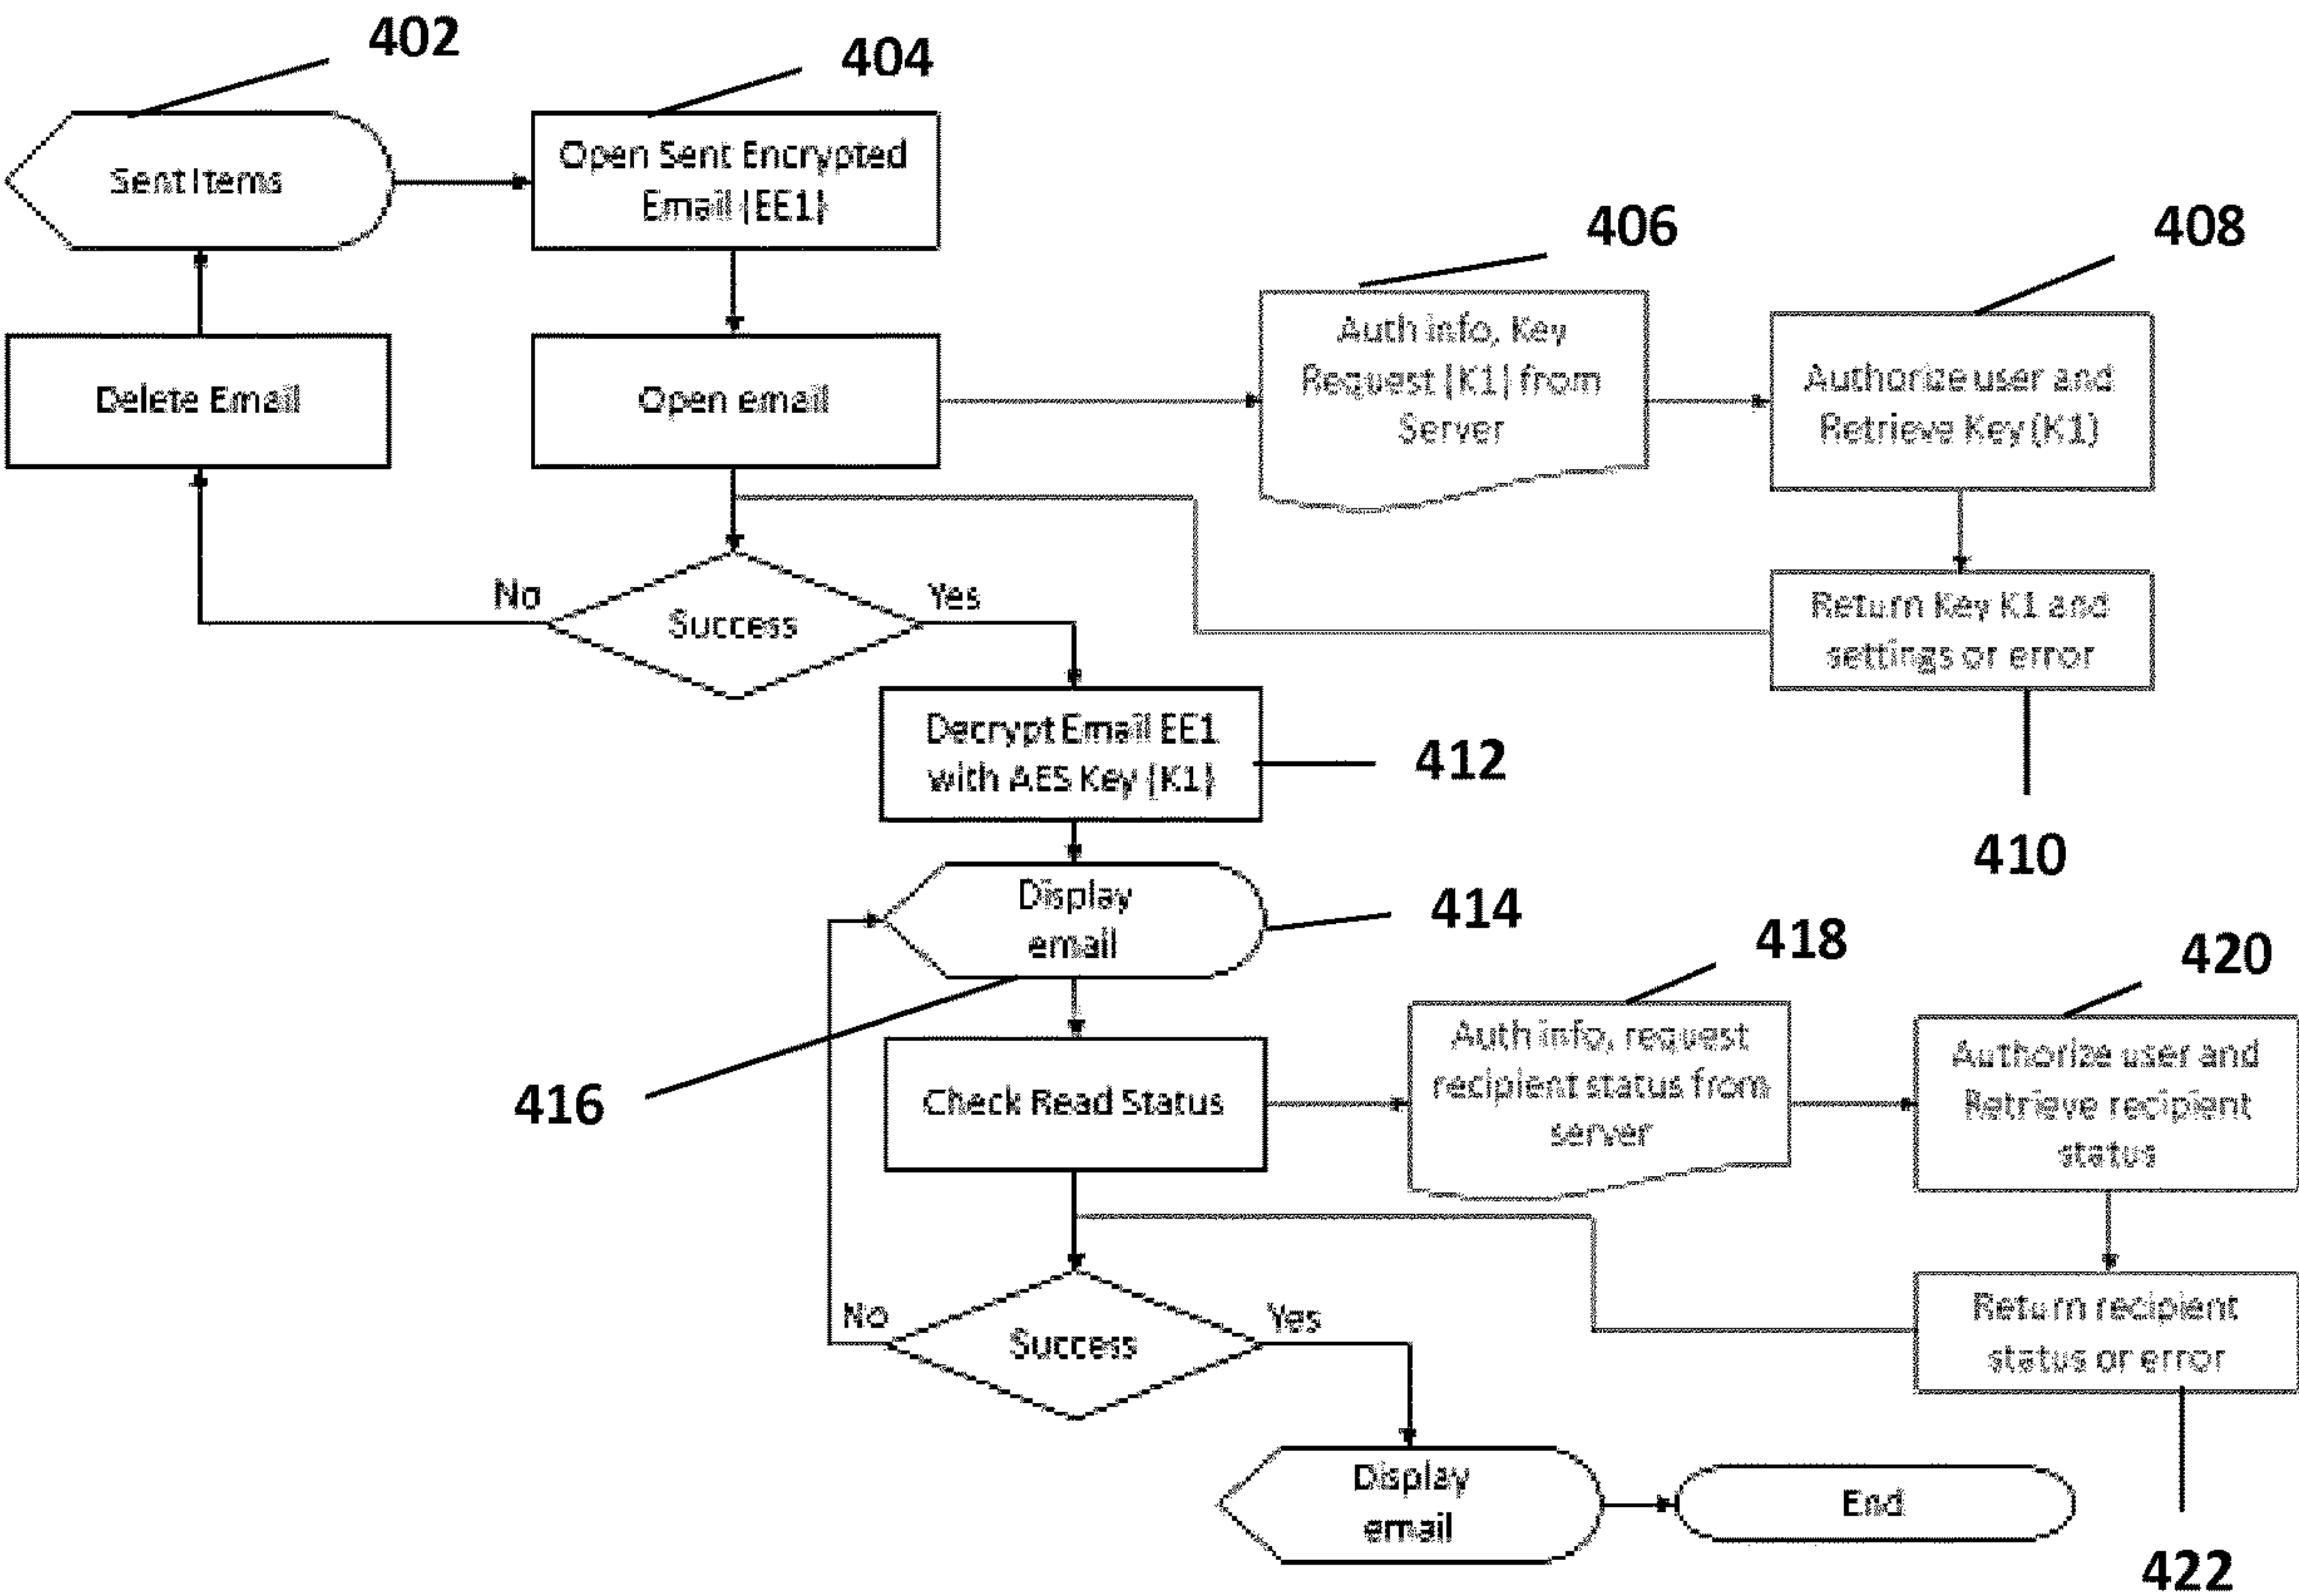 402
404
Sent Items
Open Sent Encrypted
Email (EE1)
406
408
Delete Email
Open email
Auth info, Key
Request (K1) from
Server
Authorize user and
Retrieve Key (K1)
No
Success
Yes
Return Key K1 and
settings or error
Decrypt Email EE1
with AES Key (K1)
412
410
Display
email
414
418
420
416
Check Read Status
Auth info, request
recipient status from
server
Authorize user and
Retrieve recipient
status
No
Success
Yes
Return recipient
status or error
Display
email
End
422